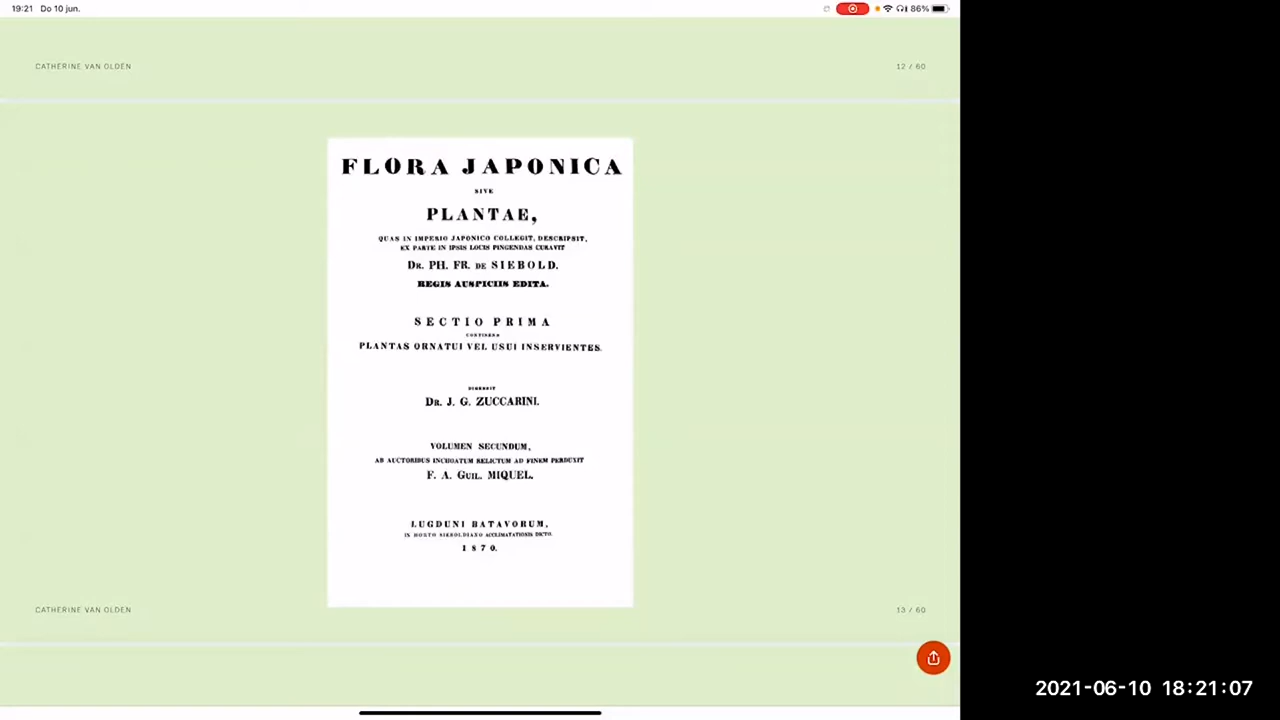 19:21 Do 10 jun.
86%
CATHERINE VAN OLDEN
12 / 60
FLORA JAPONICA
SIVE
PLANTAE,
QUAS IN IMPERIO JAPONICO COLLEGIT, DESCRIPSIT,
EX PARTE IN IPSIS LOCIS PINGENDAS CURAVIT
DR. PH. FR. DE SIEBOLD.
REGIS AUSPICIIS EDITA.
SECTIO PRIMA
CONTINENS
PLANTAS ORNATUI VEL USUI INSERVIENTES.
DIGESSIT
DR. J. G. ZUCCARINI.
VOLUMEN SECUNDUM,
AB AUCTORIBUS INCHOATUM RELICTUM AD FINEM PERDUXIT
F. A. GUIL. MIQUEL.
LUGDUNI BATAVORUM,
IN HORTO SIEBOLDIANO ACCLIMATATIONIS DICTO.
1870.
CATHERINE VAN OLDEN
13 / 60
2021-06-10 18:21:07